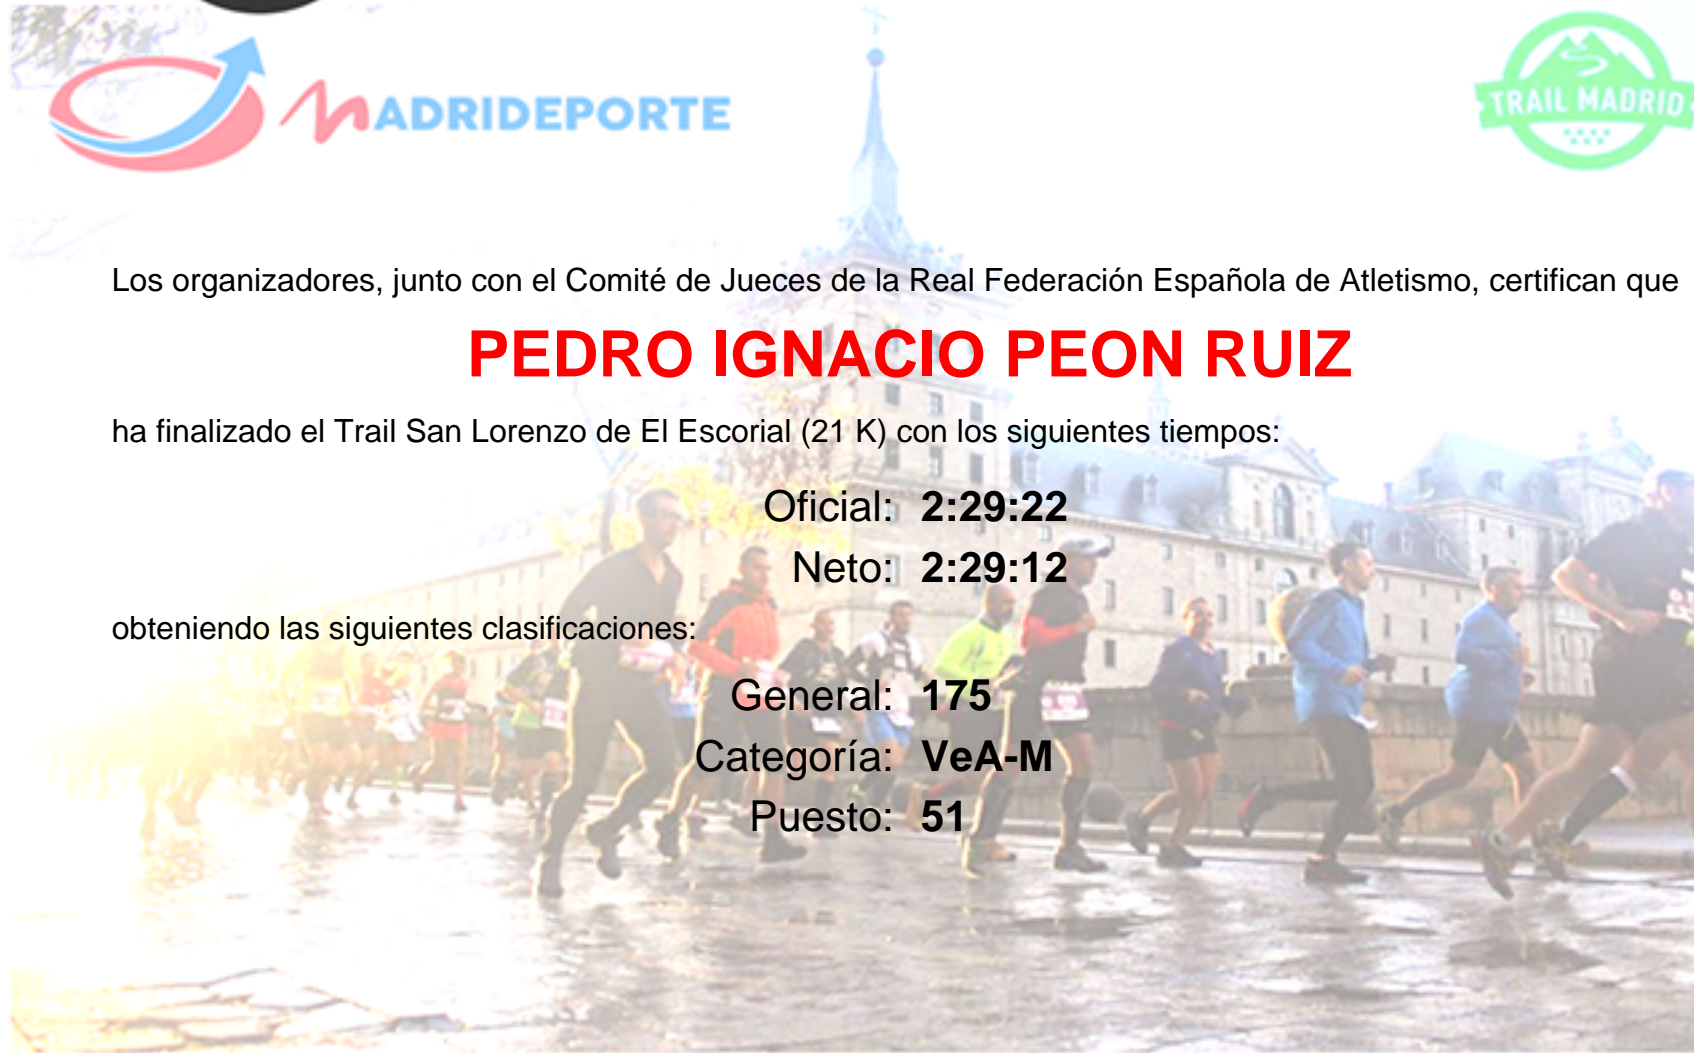 MADRIDEPORTE
TRAIL MADRID
Los organizadores, junto con el Comité de Jueces de la Real Federación Española de Atletismo, certifican que
PEDRO IGNACIO PEON RUIZ
ha finalizado el Trail San Lorenzo de El Escorial (21 K) con los siguientes tiempos:
Oficial: 2:29:22
Neto: 2:29:12
obteniendo las siguientes clasificaciones:
General: 175
Categoría: VeA-M
Puesto: 51